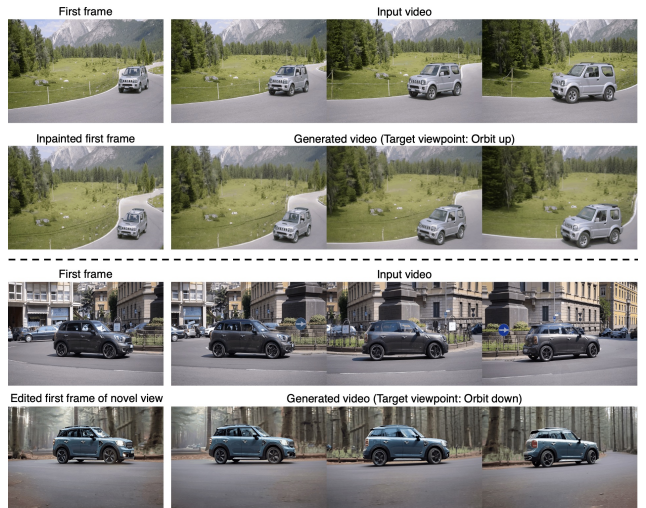 First frame
Input video
Inpainted first frame
Generated video (Target viewpoint: Orbit up)
First frame
Input video
Edited first frame of novel view
Generated video (Target viewpoint: Orbit down)